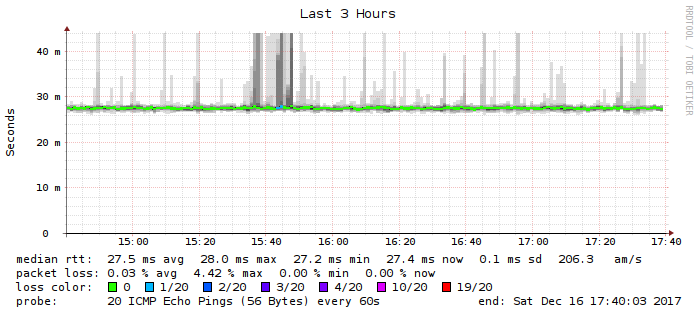 Last 3 Hours
RRDTOOL / TOBI OETIKER
Seconds
40 m
30 m
20 m
10 m
0
15:00 15:20 15:40 16:00 16:20 16:40 17:00 17:20 17:40
median rtt: 27.5 ms avg 28.0 ms max 27.2 ms min 27.4 ms now 0.1 ms sd 206.3 am/s
packet loss: 0.03 % avg 4.42 % max 0.00 % min 0.00 % now
loss color: 0 1/20 2/20 3/20 4/20 10/20 19/20
probe: 20 ICMP Echo Pings (56 Bytes) every 60s end: Sat Dec 16 17:40:03 2017